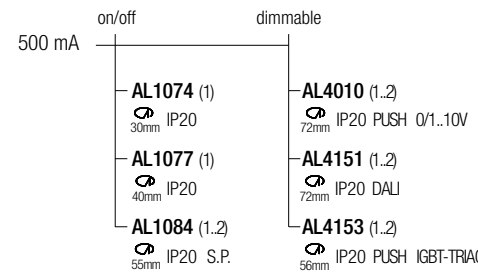 on/off dimmable
500 mA
AL1074 (1) AL4010 (1..2)
30mm IP20 72mm IP20 PUSH 0/1..10V
AL1077 (1) AL4151 (1..2)
40mm IP20 72mm IP20 DALI
AL1084 (1..2) AL4153 (1..2)
55mm IP20 S.P. 56mm IP20 PUSH IGBT-TRIAC